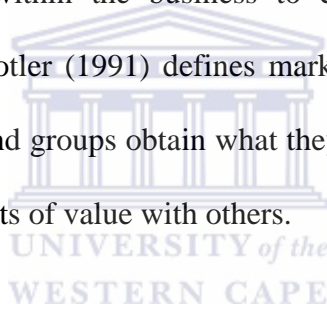 within the business to
otler (1991) defines mark
nd groups obtain what the
ts of value with others.
UNIVERSITY of the
WESTERN CAPE